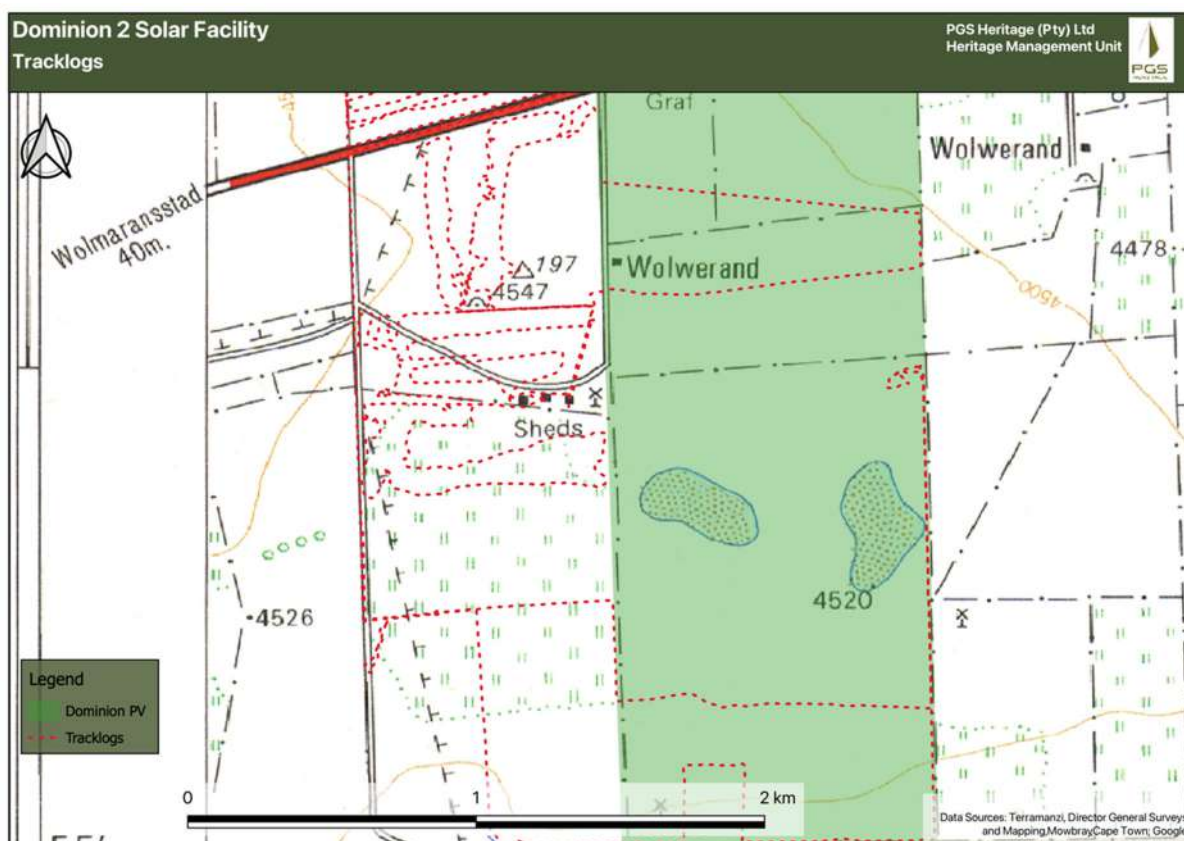 Dominion 2 Solar Facility
Tracklogs
PGS Heritage (Pty) Ltd
Heritage Management Unit
PGS
Graf
Wolwerand
Wolmaransstad
40m.
4478
197
Wolwerand
4547
4500
Sheds
4520
4526
Legend
Dominion PV
Tracklogs
0 1 2 km
Data Sources: Terramanzi, Director General Surveys
and Mapping,Mowbray,Cape Town; Google